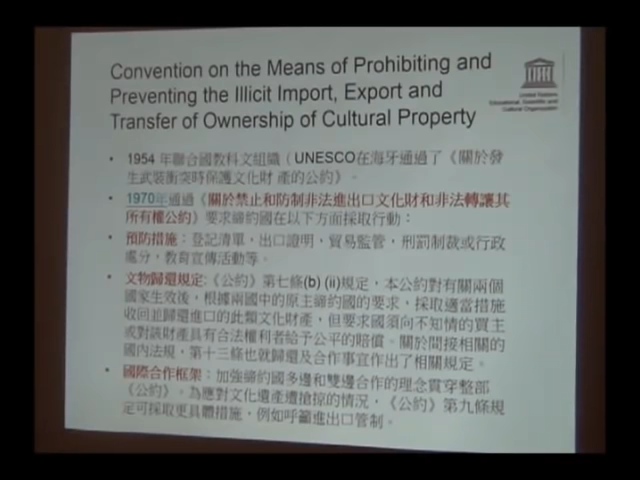 Convention on the Means of Prohibiting and
Preventing the Illicit Import, Export and
Transfer of Ownership of Cultural Property
United Nations
Educational, Scientific and
Cultural Organization
• 1954 年聯合國教科文組織（UNESCO在海牙通過了《關於發
生武裝衝突時保護文化財 產的公約》。
• 1970年通過《關於禁止和防制非法進出口文化財和非法轉讓其
所有權公約》要求締約國在以下方面採取行動：
• 預防措施：登記清單，出口證明，貿易監管，刑罰制裁或行政
處分，教育宣傳活動等。
• 文物歸還規定:《公約》第七條(b) (ii)規定，本公約對有關兩個
國家生效後，根據兩國中的原主締約國的要求，採取適當措施
收回並歸還進口的此類文化財產，但要求國須向不知情的買主
或對該財產具有合法權利者給予公平的賠償。關於間接相關的
國內法規，第十三條也就歸還及合作事宜作出了相關規定。
• 國際合作框架：加強締約國多邊和雙邊合作的理念貫穿整部
《公約》。為應對文化遺產遭搶掠的情況，《公約》第九條規
定可採取更具體措施，例如呼籲進出口管制。